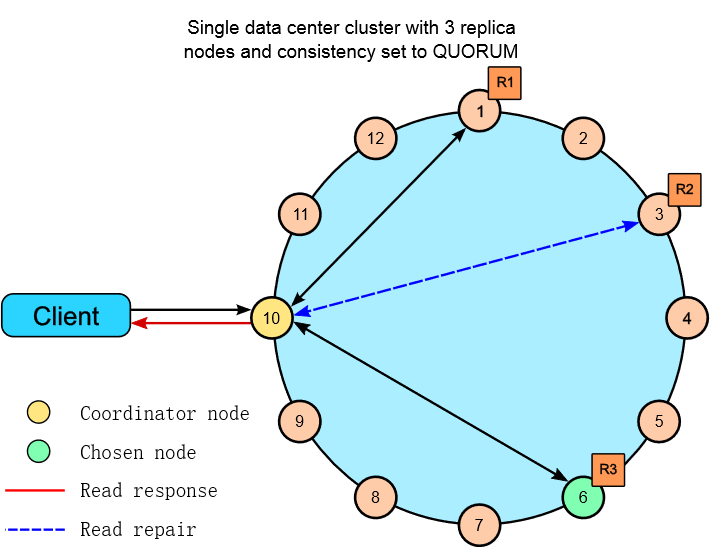 Single data center cluster with 3 replica
nodes and consistency set to QUORUM
R1
1
12
2
R2
11
3
Client
10
4
Coordinator node
9
5
Chosen node
R3
Read response
8
6
7
Read repair